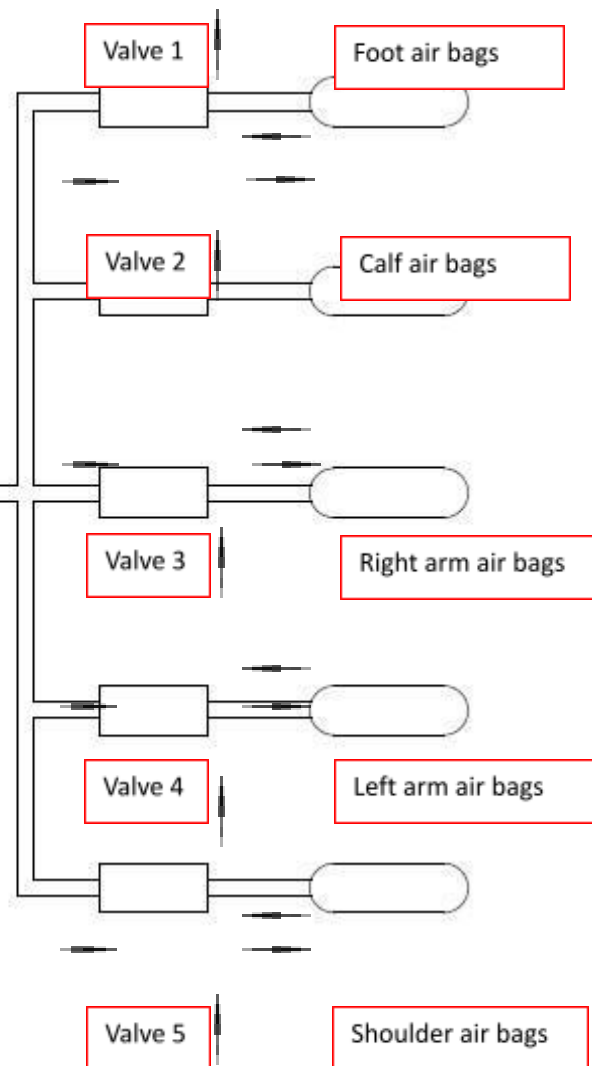 Valve 1
Foot air bags
Valve 2
Calf air bags
Valve 3
Right arm air bags
Valve 4
Left arm air bags
Valve 5
Shoulder air bags